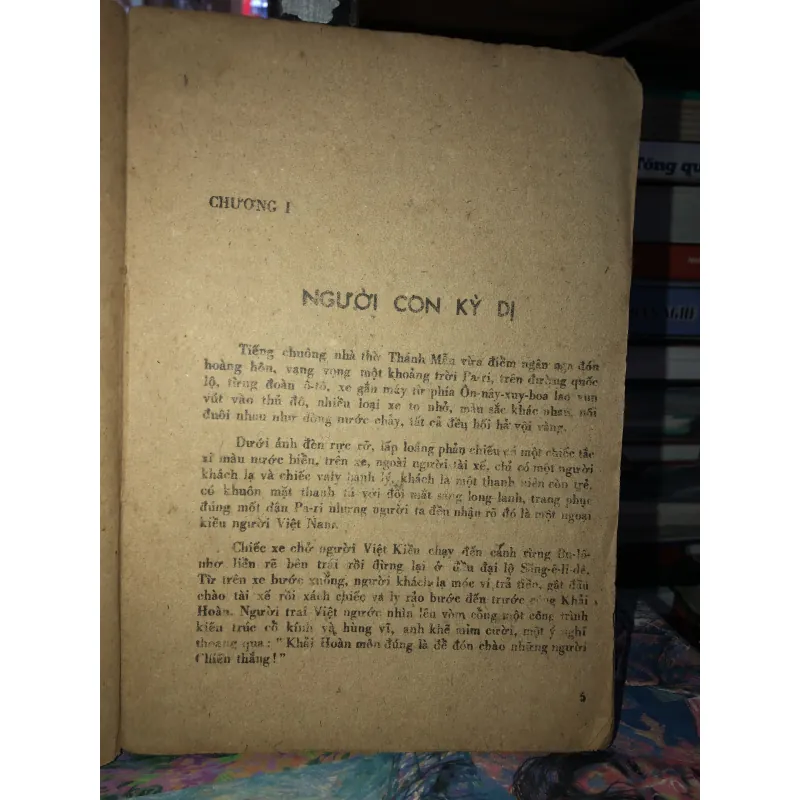 CHƯƠNG I
NGƯỜI CON KỲ DỊ
Tiếng chuông nhà thờ Thánh Mẫu vừa điểm ngân nga đón
hoàng hôn, vang vọng một khoảng trời Pa-ri, trên đường quốc
lộ, từng đoàn ô-tô, xe gắn máy từ phía Ôn-nây-xuy-boa lao vun
vút vào thủ đô, nhiều loại xe to nhỏ, màu sắc khác nhau, nối
đuôi nhau như dòng nước chảy, tất cả đều hối hả vội vàng.
Dưới ánh đèn rực rỡ, lấp loáng phản chiếu có một chiếc tắc
xi màu nước biển, trên xe, ngoài người tài xế, chỉ có một người
khách lạ và chiếc valy hành lý, khách là một thanh niên còn trẻ,
có khuôn mặt thanh tú với đôi mắt sáng long lanh, trang phục
đúng mốt dân Pa-ri nhưng người ta đều nhận rõ đó là một ngoại
kiều người Việt Nam.
Chiếc xe chở người Việt Kiều chạy đến cánh rừng Bu-lô-
nhơ liền rẽ bên trái rồi dừng lại ở đầu đại lộ Săng-ê-li-dê.
Từ trên xe bước xuống, người khách lạ móc ví trả tiền, gật đầu
chào tài xế rồi xách chiếc va ly rảo bước đến trước cổng Khải
Hoàn. Người trai Việt ngước nhìn lên vòm cổng một công trình
kiến trúc cổ kính và hùng vĩ, anh khẽ mỉm cười, một ý nghĩ
thoáng qua: "Khải Hoàn môn đúng là để đón chào những người
Chiến thắng!"
5
Tổng qu